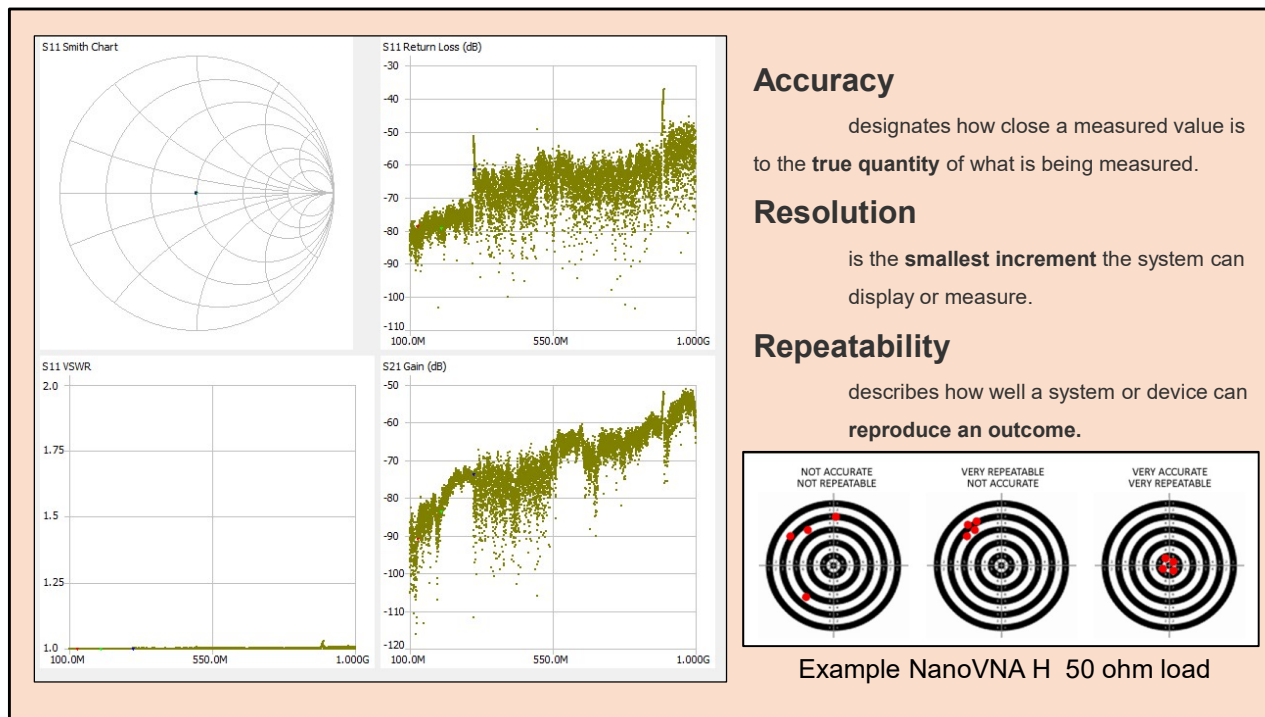 S11 Smith Chart
S11 Return Loss (dB)
-30
-40
-50
-60
-70
-80
-90
-100
-110
100.0M
550.0M
1.000G
S11 VSWR
2.0
1.75
1.5
1.25
1.0
100.0M
550.0M
1.000G
S21 Gain (dB)
-50
-60
-70
-80
-90
-100
-110
-120
100.0M
550.0M
1.000G
Accuracy
designates how close a measured value is
to the true quantity of what is being measured.
Resolution
is the smallest increment the system can
display or measure.
Repeatability
describes how well a system or device can
reproduce an outcome.
NOT ACCURATE
NOT REPEATABLE
VERY REPEATABLE
NOT ACCURATE
VERY ACCURATE
VERY REPEATABLE
Example NanoVNA H 50 ohm load